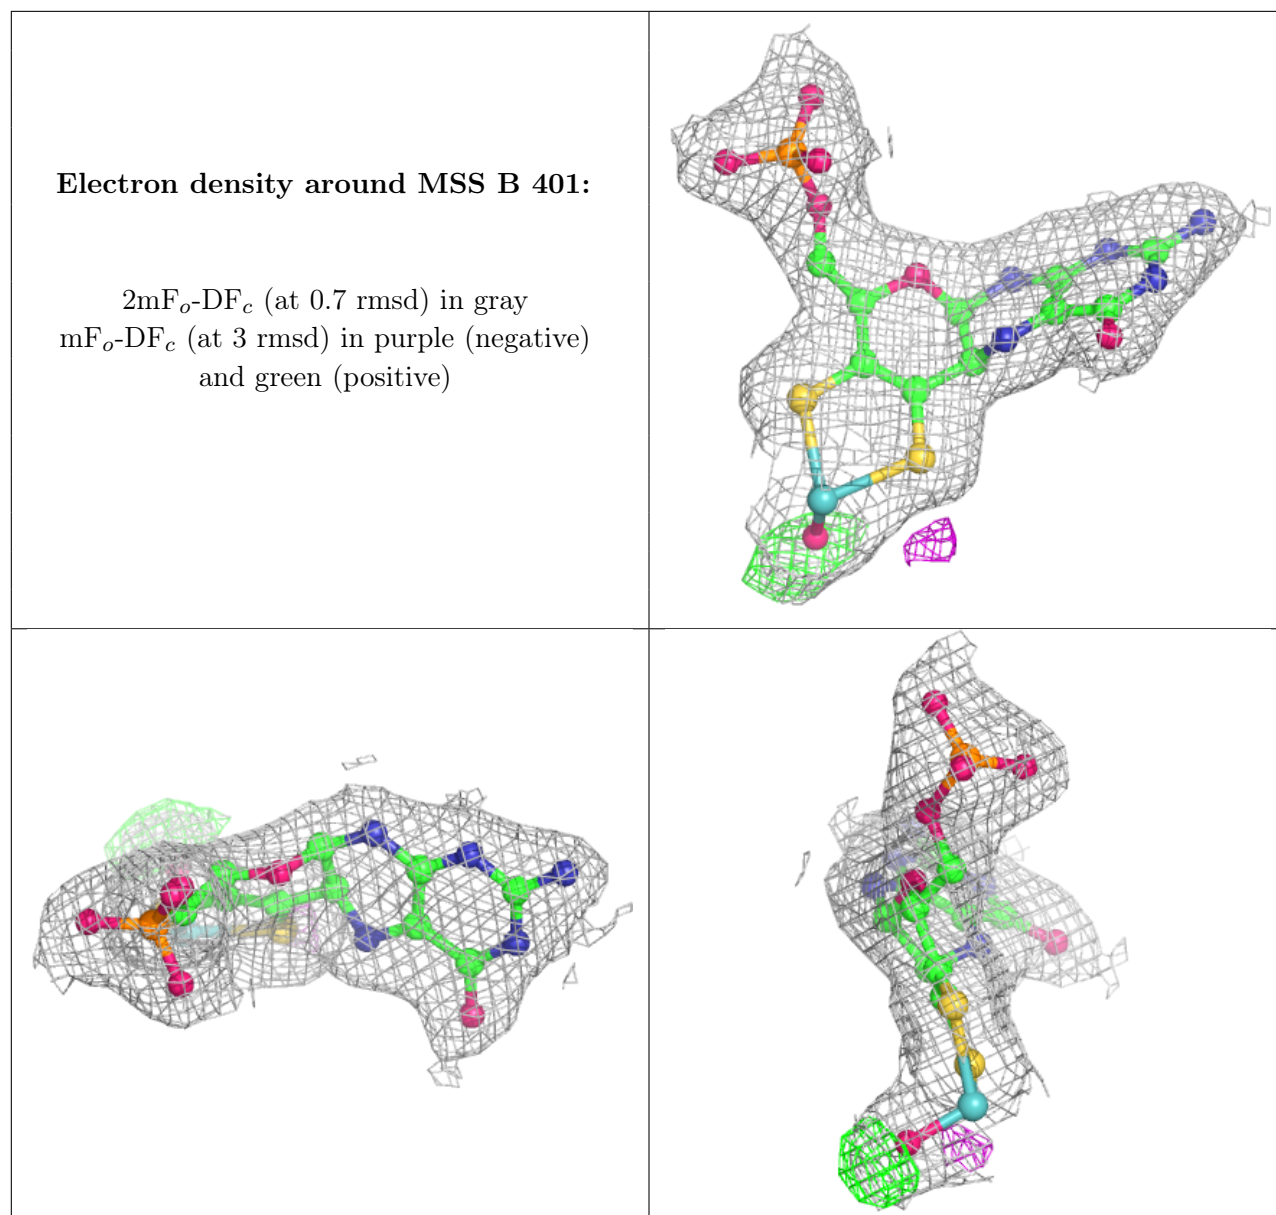 Electron density around MSS B 401:
2mFo-DFc (at 0.7 rmsd) in gray
mFo-DFc (at 3 rmsd) in purple (negative)
and green (positive)